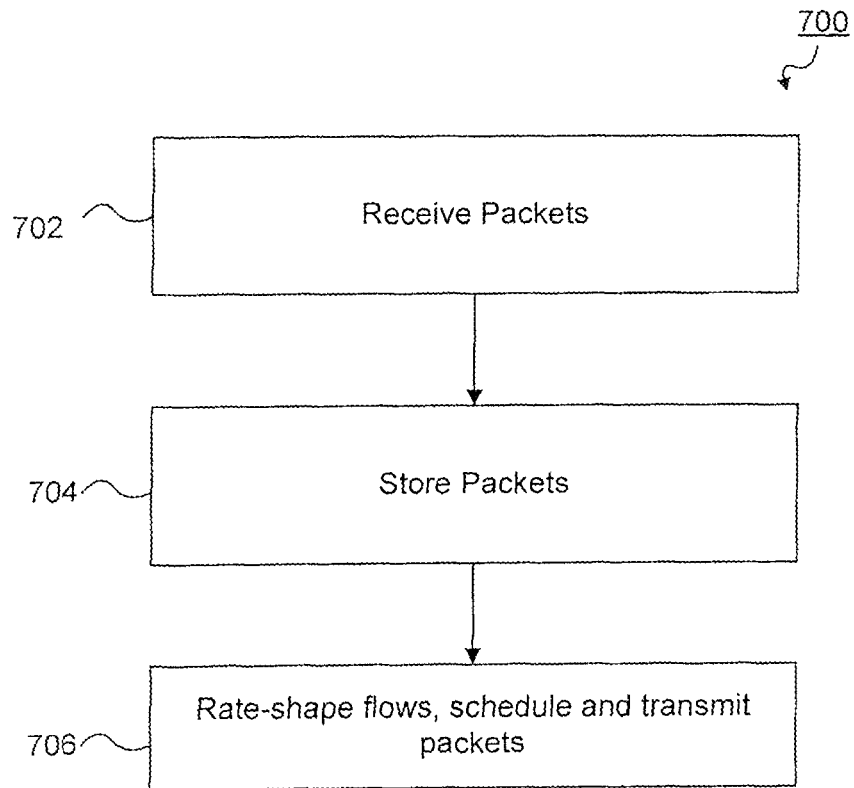 700
702
Receive Packets
704
Store Packets
706
Rate-shape flows, schedule and transmit
packets